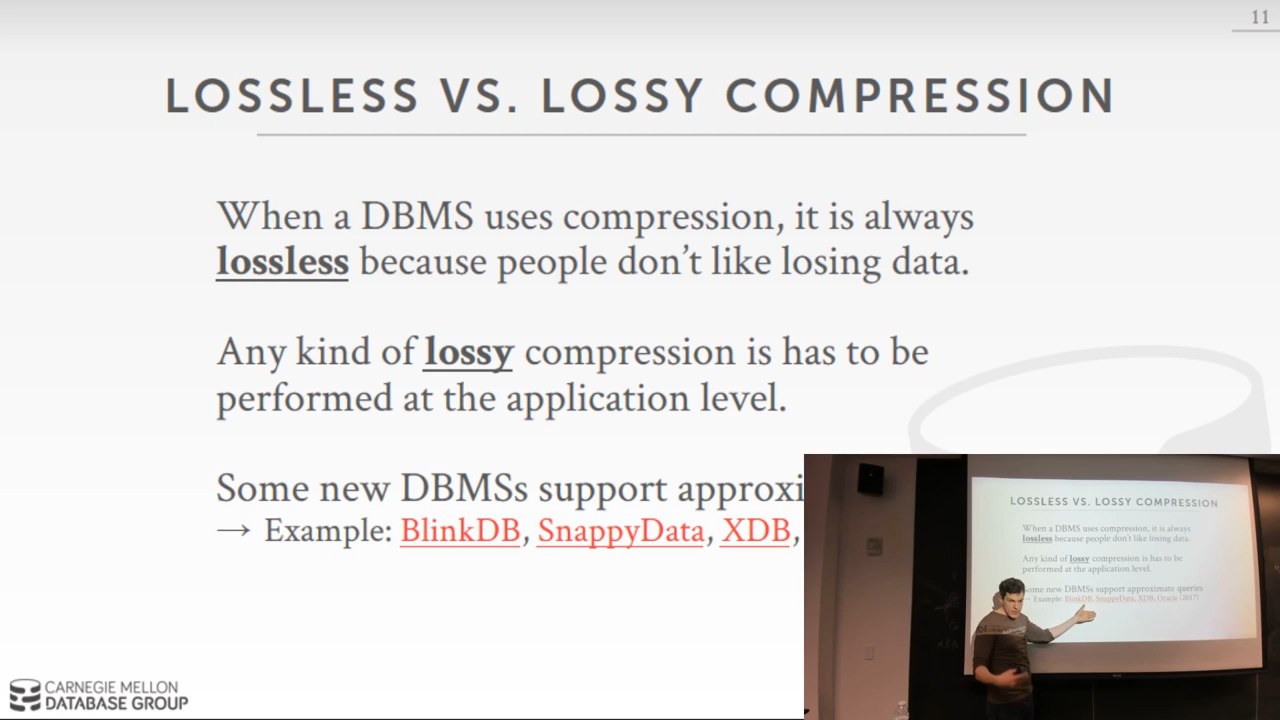 11
LOSSLESS VS. LOSSY COMPRESSION
When a DBMS uses compression, it is always
lossless because people don’t like losing data.
Any kind of lossy compression is has to be
performed at the application level.
Some new DBMSs support approxi
→ Example: BlinkDB, SnappyData, XDB,
CARNEGIE MELLON
DATABASE GROUP
LOSSLESS VS. LOSSY COMPRESSION
When a DBMS uses compression, it is always
lossless because people don’t like losing data.
Any kind of lossy compression is has to be
performed at the application level.
Some new DBMSs support approximate queries
→ Example: BlinkDB, SnappyData, XDB, Oracle (2017)